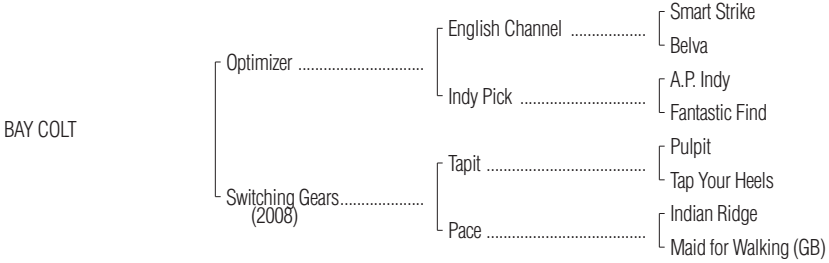 Smart Strike
English Channel ..................
Belva
Optimizer ..............................
A.P. Indy
Indy Pick ..............................
Fantastic Find
BAY COLT
Pulpit
Tapit ......................................
Tap Your Heels
Switching Gears....................
(2008)
Indian Ridge
Pace ......................................
Maid for Walking (GB)